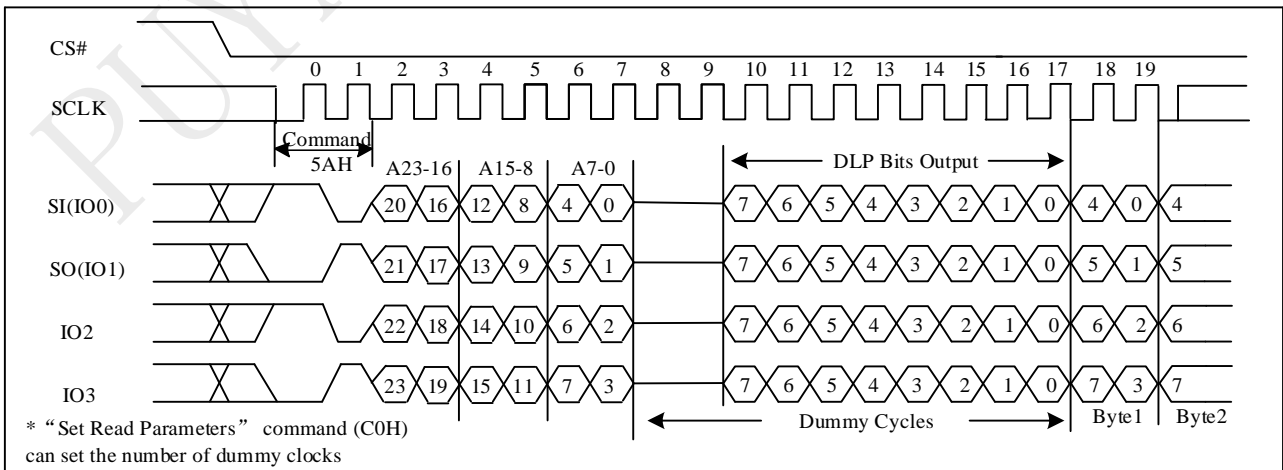 PUY
CS#
0 1 2 3 4 5 6 7 8 9 10 11 12 13 14 15 16 17 18 19
SCLK
Command
5AH
A23-16 A15-8 A7-0
DLP Bits Output
SI(IO0) 20 16 12 8 4 0 7 6 5 4 3 2 1 0 4 0 4
SO(IO1) 21 17 13 9 5 1 7 6 5 4 3 2 1 0 5 1 5
IO2 22 18 14 10 6 2 7 6 5 4 3 2 1 0 6 2 6
IO3 23 19 15 11 7 3 7 6 5 4 3 2 1 0 7 3 7
Dummy Cycles Byte1 Byte2
* “Set Read Parameters” command (C0H)
can set the number of dummy clocks